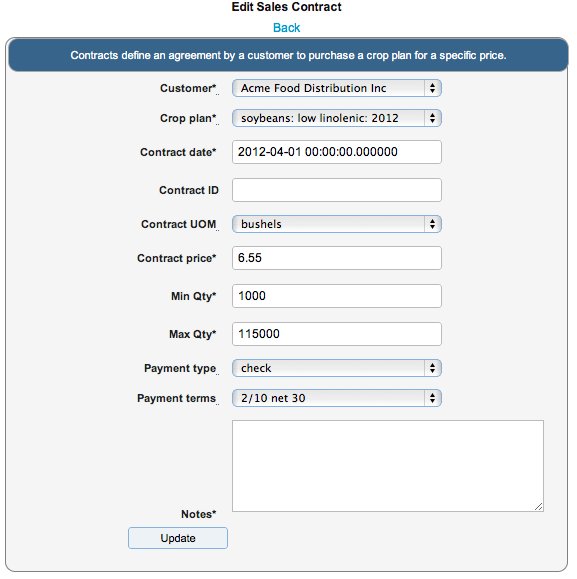 Edit Sales Contract
Back
Contracts define an agreement by a customer to purchase a crop plan for a specific price.
Customer* Acme Food Distribution Inc
Crop plan* soybeans: low linolenic: 2012
Contract date* 2012-04-01 00:00:00.000000
Contract ID
Contract UOM bushels
Contract price* 6.55
Min Qty* 1000
Max Qty* 115000
Payment type check
Payment terms 2/10 net 30
Notes*
Update